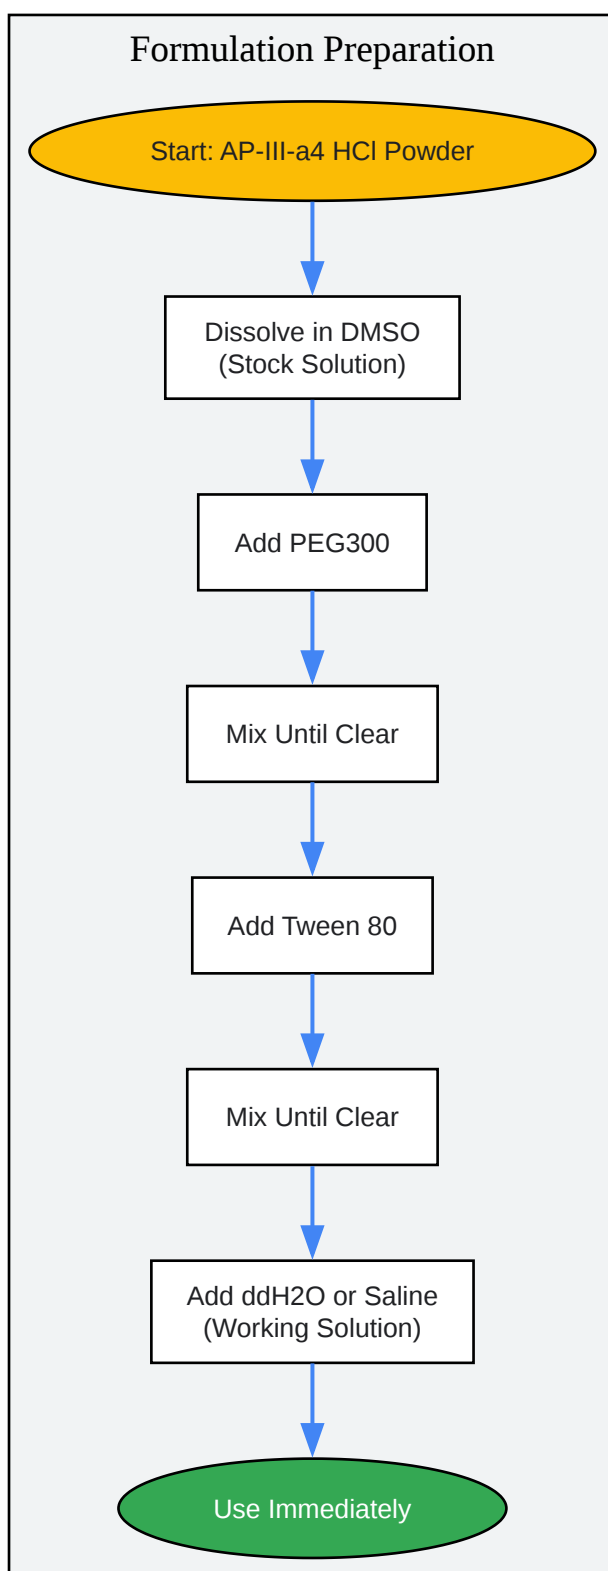 Formulation Preparation
Start: AP-III-a4 HCl Powder
Dissolve in DMSO
(Stock Solution)
Add PEG300
Mix Until Clear
Add Tween 80
Mix Until Clear
Add ddH2O or Saline
(Working Solution)
Use Immediately